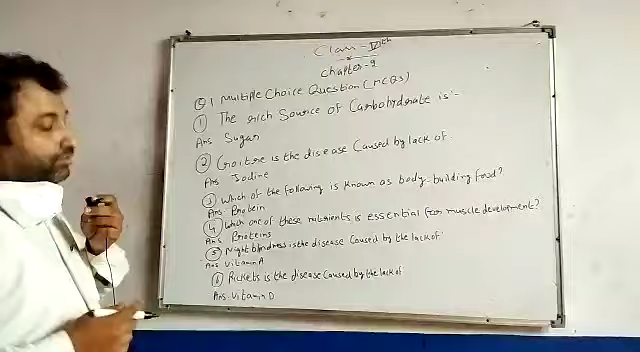 Class - IVth
Chapter - 9
Q1 Multiple Choice Question (MCQs)
(1) The rich Source of Carbohydrate is:-
Ans Sugar
(2) Groitre is the disease Caused by lack of
Ans Iodine
(3) Which of the following is known as body-building food?
Ans Protein
(4) Which one of these nutrients is essential for muscle development?
Ans Proteins
(5) Night blindness is the disease Caused by the lack of
Ans Vitamin A
(6) Rickets is the disease Caused by the lack of
Ans. Vitamin D